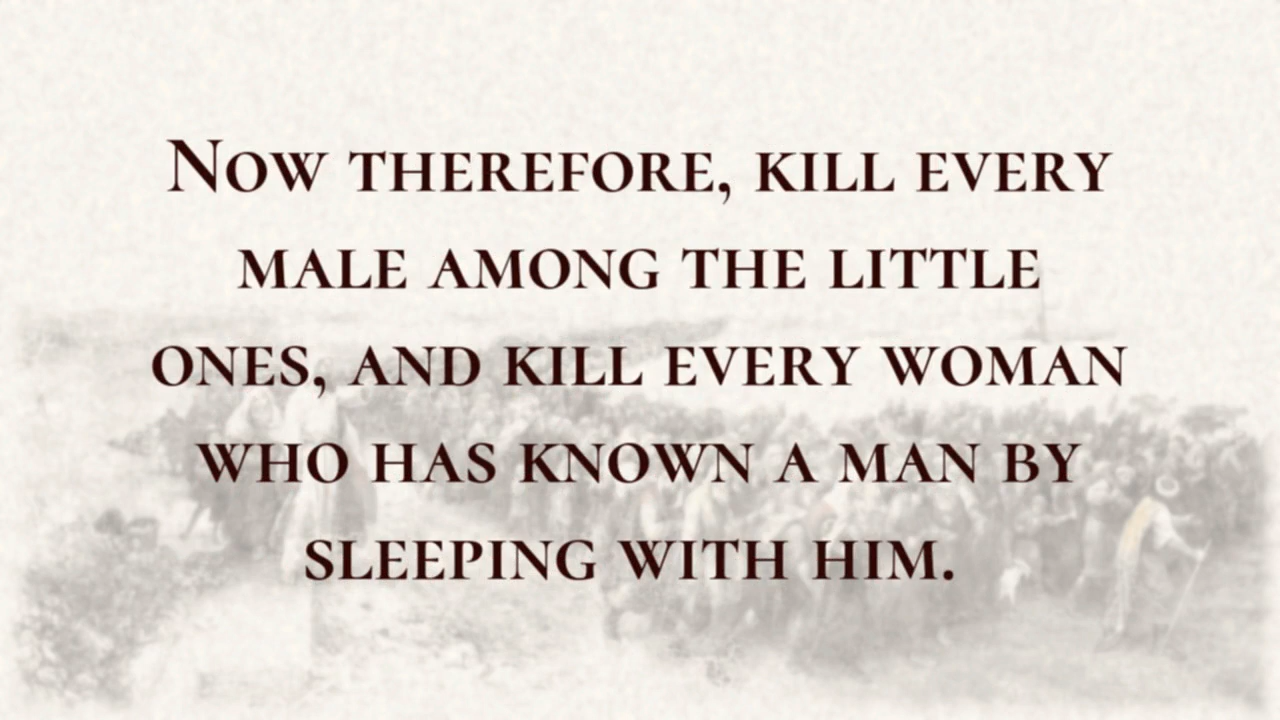 Now therefore, kill every
male among the little
ones, and kill every woman
who has known a man by
sleeping with him.